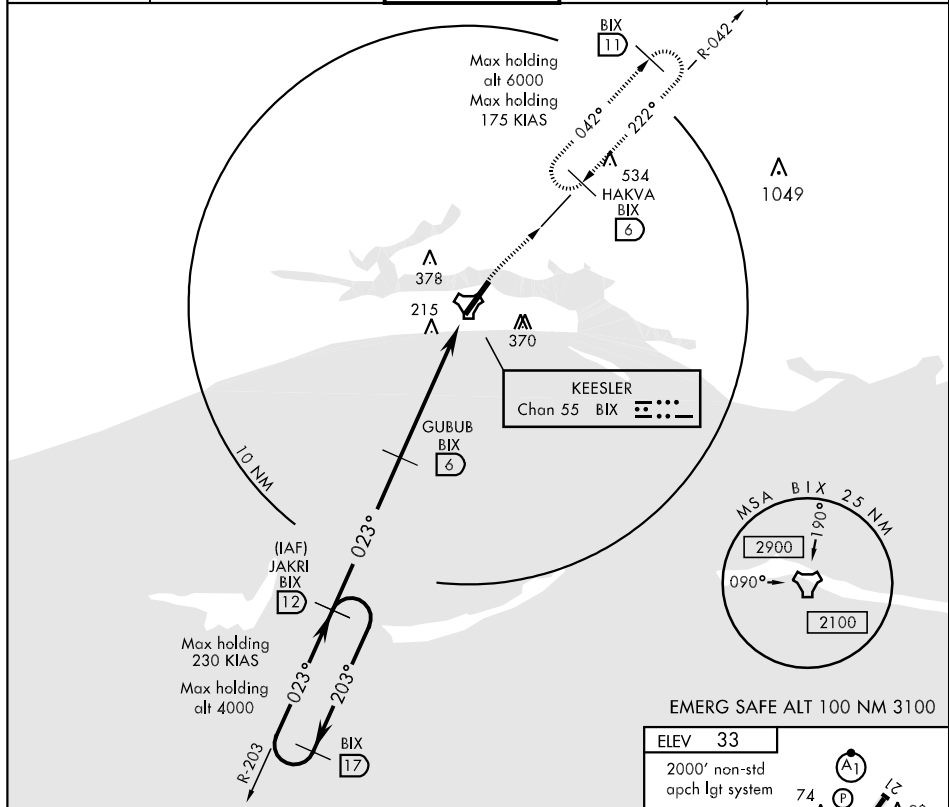 BIX
11
R-042
Max holding
alt 6000
Max holding
175 KIAS
042°
222°
534
HAKVA
BIX
6
1049
378
215
370
KEESLER
Chan 55 BIX
GUBUB
BIX
6
10 NM
023°
(IAF)
JAKRI
BIX
12
Max holding
230 KIAS
Max holding
alt 4000
023°
203°
R-203
BIX
17
MSA BIX 25 NM
190°
2900
090°
2100
EMERG SAFE ALT 100 NM 3100
ELEV 33
2000' non-std
apch lgt system
A1
P
74
21